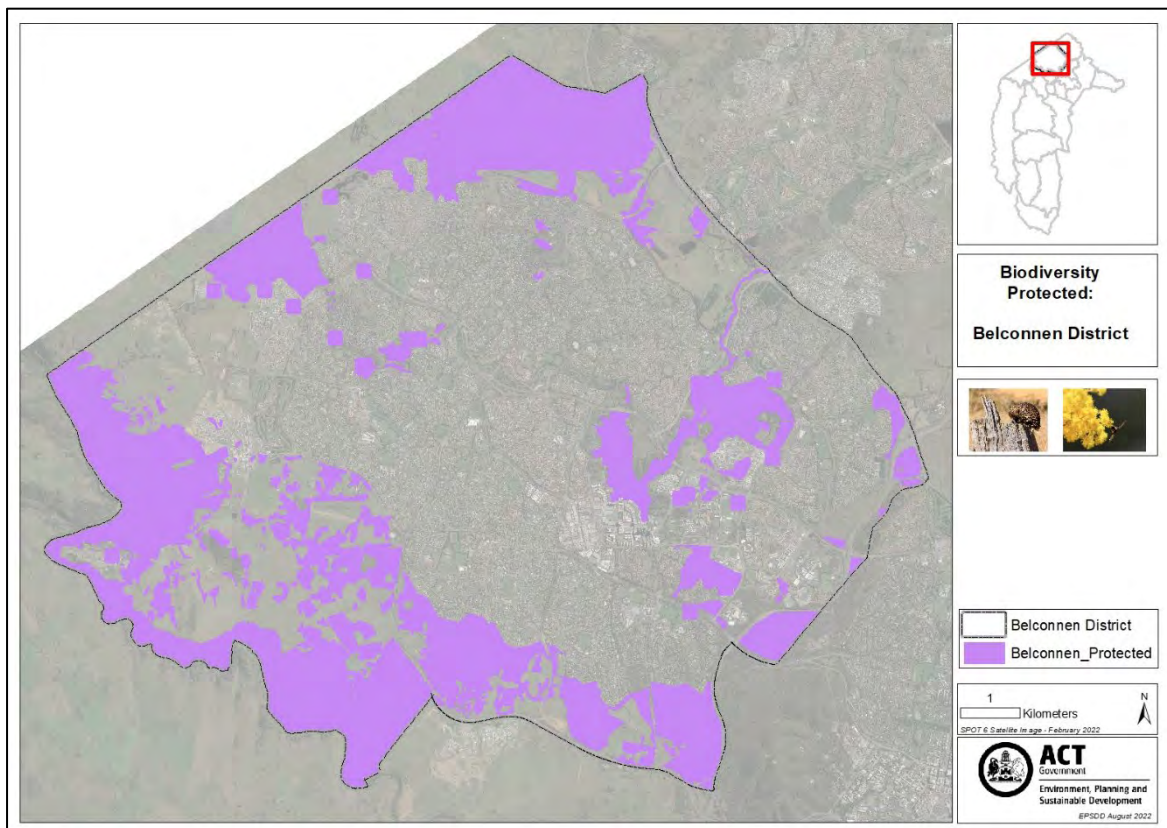 Biodiversity
Protected:
Belconnen District
Belconnen District
Belconnen_Protected
1
Kilometers
N
SPOT 6 Satellite Image - February 2022
ACT
Government
Environment, Planning and
Sustainable Development
EPSDD August 2022